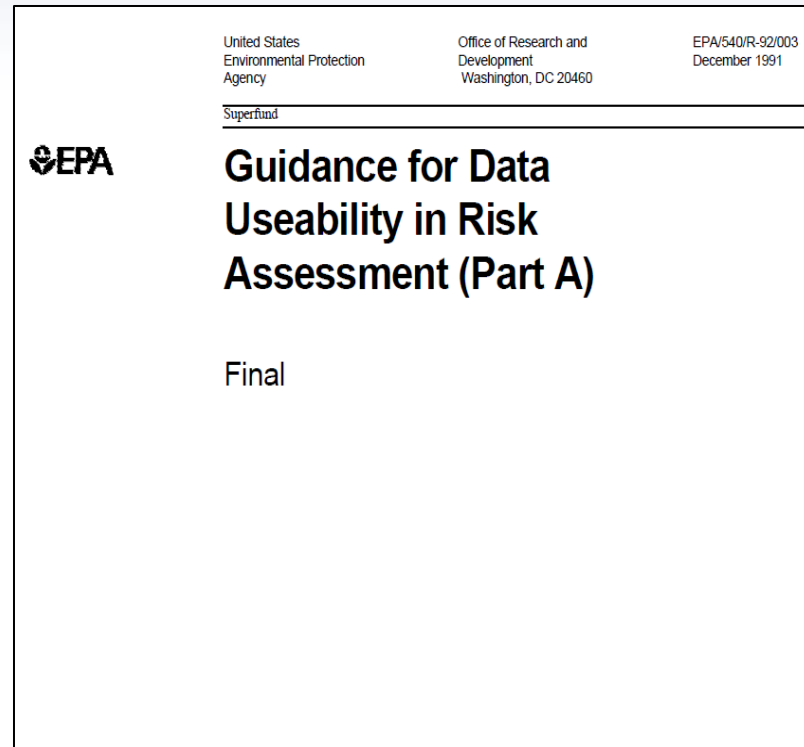 United States
Environmental Protection
Agency
Office of Research and
Development
Washington, DC 20460
EPA/540/R-92/003
December 1991
Superfund
EPA
Guidance for Data
Useability in Risk
Assessment (Part A)
Final